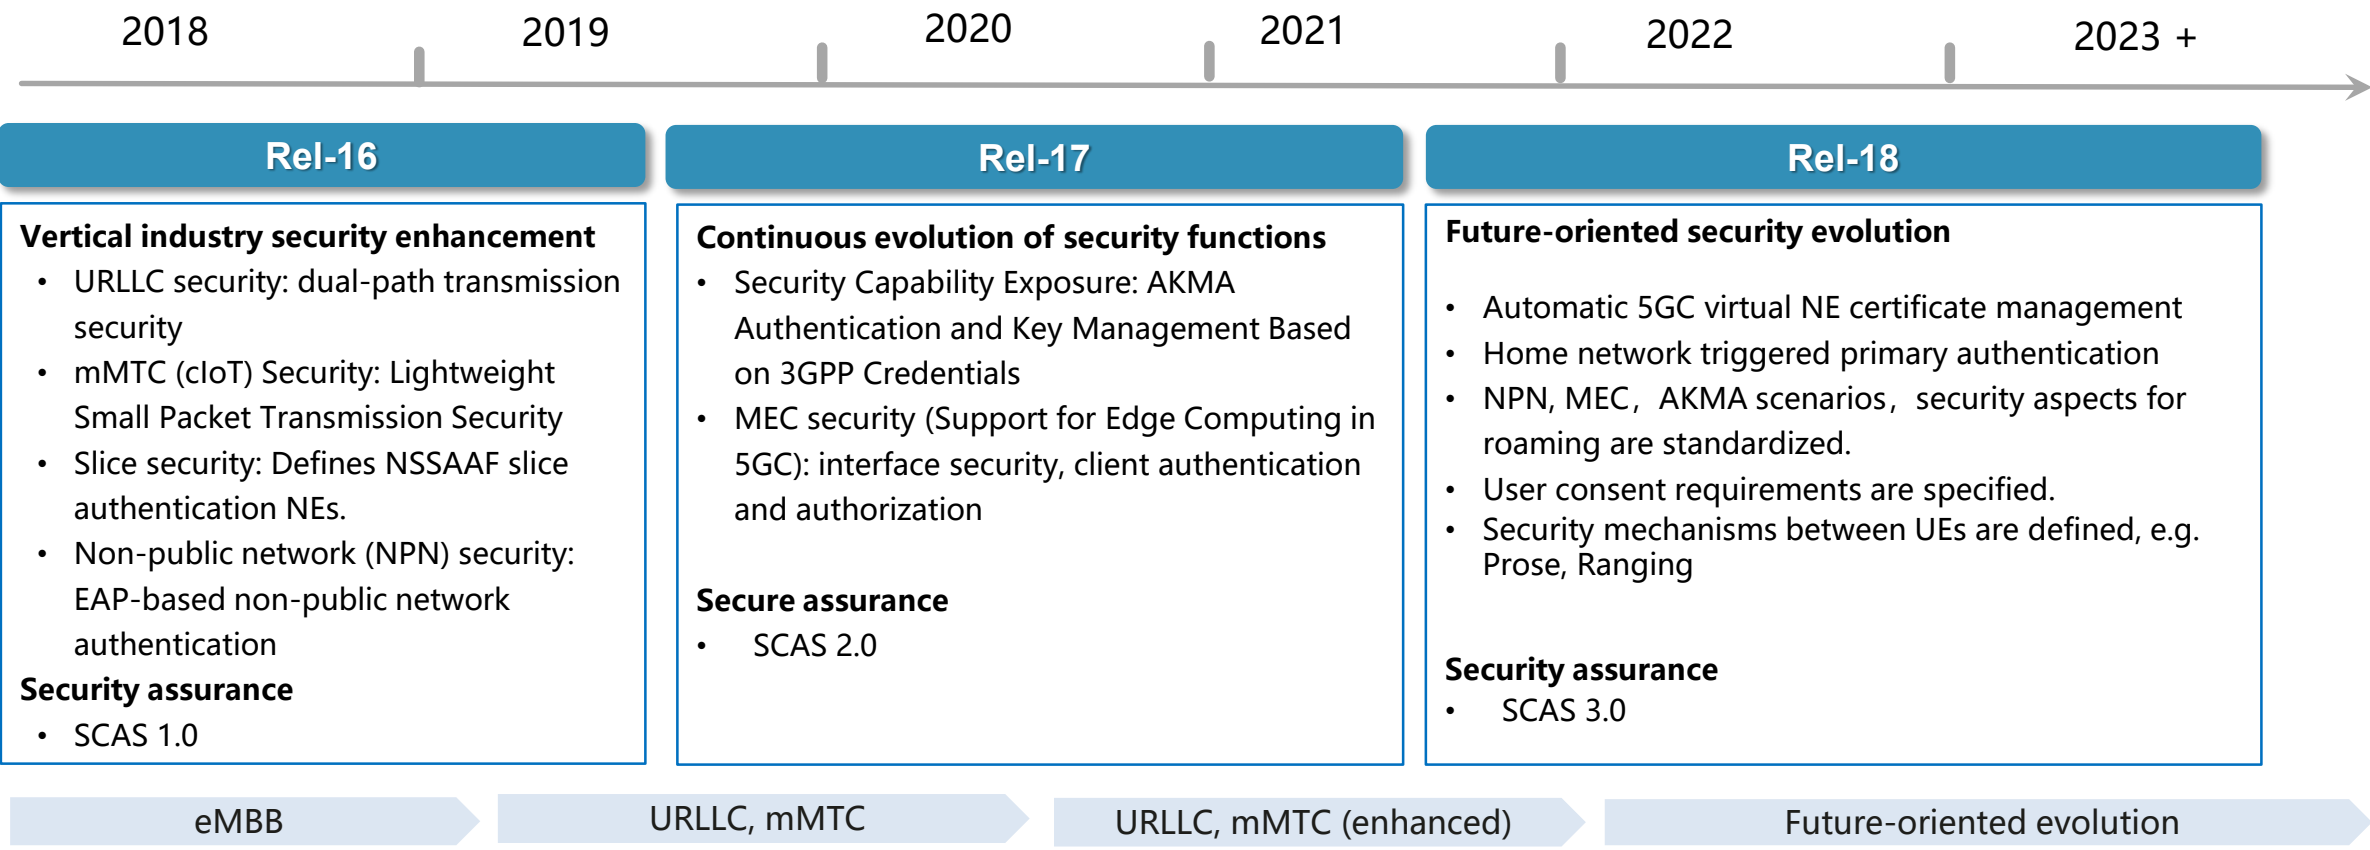 2018 2019 2020 2021 2022 2023 +
Rel-16
Vertical industry security enhancement
• URLLC security: dual-path transmission
security
• mMTC (cIoT) Security: Lightweight
Small Packet Transmission Security
• Slice security: Defines NSSAAF slice
authentication NEs.
• Non-public network (NPN) security:
EAP-based non-public network
authentication
Security assurance
• SCAS 1.0
Rel-17
Continuous evolution of security functions
• Security Capability Exposure: AKMA
Authentication and Key Management Based
on 3GPP Credentials
• MEC security (Support for Edge Computing in
5GC): interface security, client authentication
and authorization
Secure assurance
• SCAS 2.0
Rel-18
Future-oriented security evolution
• Automatic 5GC virtual NE certificate management
• Home network triggered primary authentication
• NPN, MEC，AKMA scenarios，security aspects for
roaming are standardized.
• User consent requirements are specified.
• Security mechanisms between UEs are defined, e.g.
Prose, Ranging
Security assurance
• SCAS 3.0
eMBB
URLLC, mMTC
URLLC, mMTC (enhanced)
Future-oriented evolution